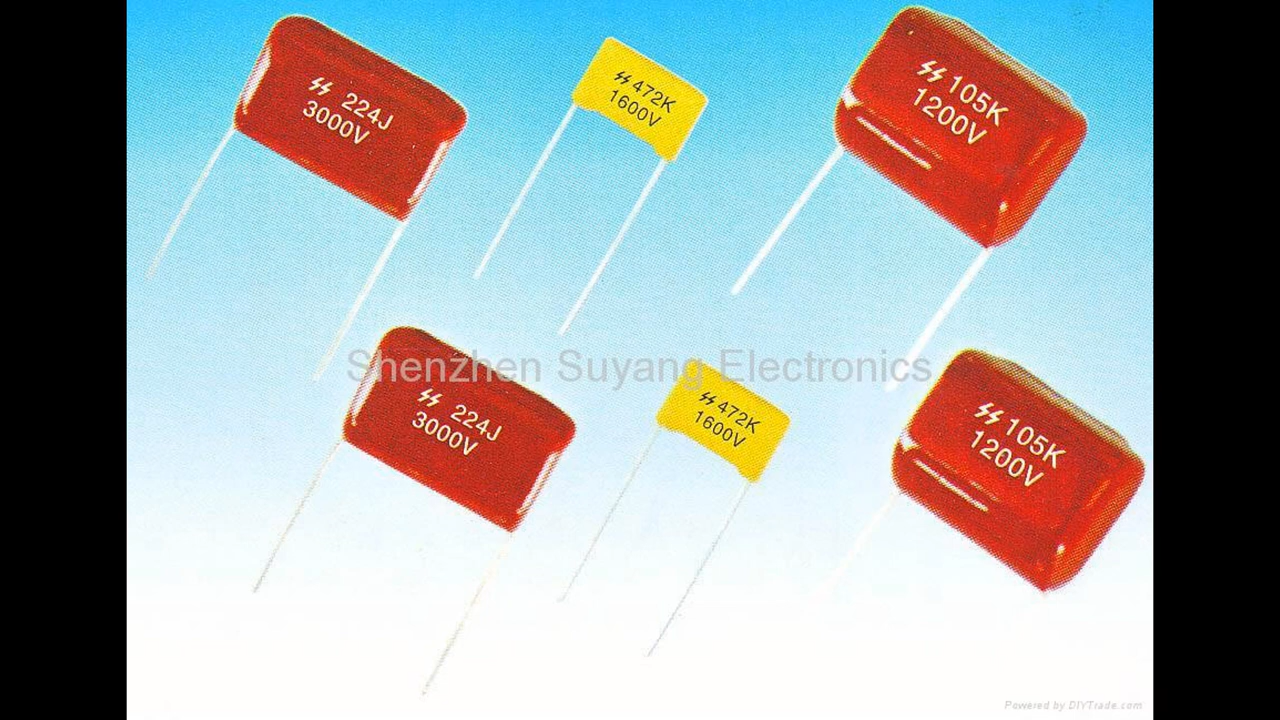 224J
3000V
472K
1600V
105K
1200V
Shenzhen Suyang Electronics
224J
3000V
472K
1600V
105K
1200V
Powered by DIYTrade.com